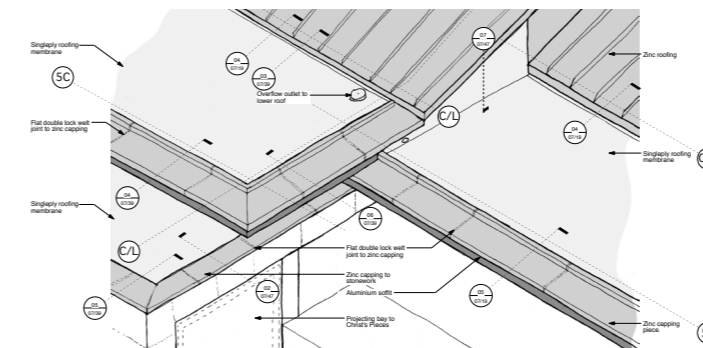 Singleply roofing
membrane
5C
Flat double lock welt
joint to zinc capping
Singleply roofing
membrane
04
07/19
03
07/39
Overflow outlet to
lower roof
07
07/47
Zinc roofing
C/L
04
07/19
Singleply roofing
membrane
04
07/39
C/L
06
07/39
Flat double lock welt
joint to zinc capping
Zinc capping to
stonework
Aluminium soffit
02
07/47
05
07/39
05
07/19
Projecting bay to
Christ's Pieces
Zinc capping
piece